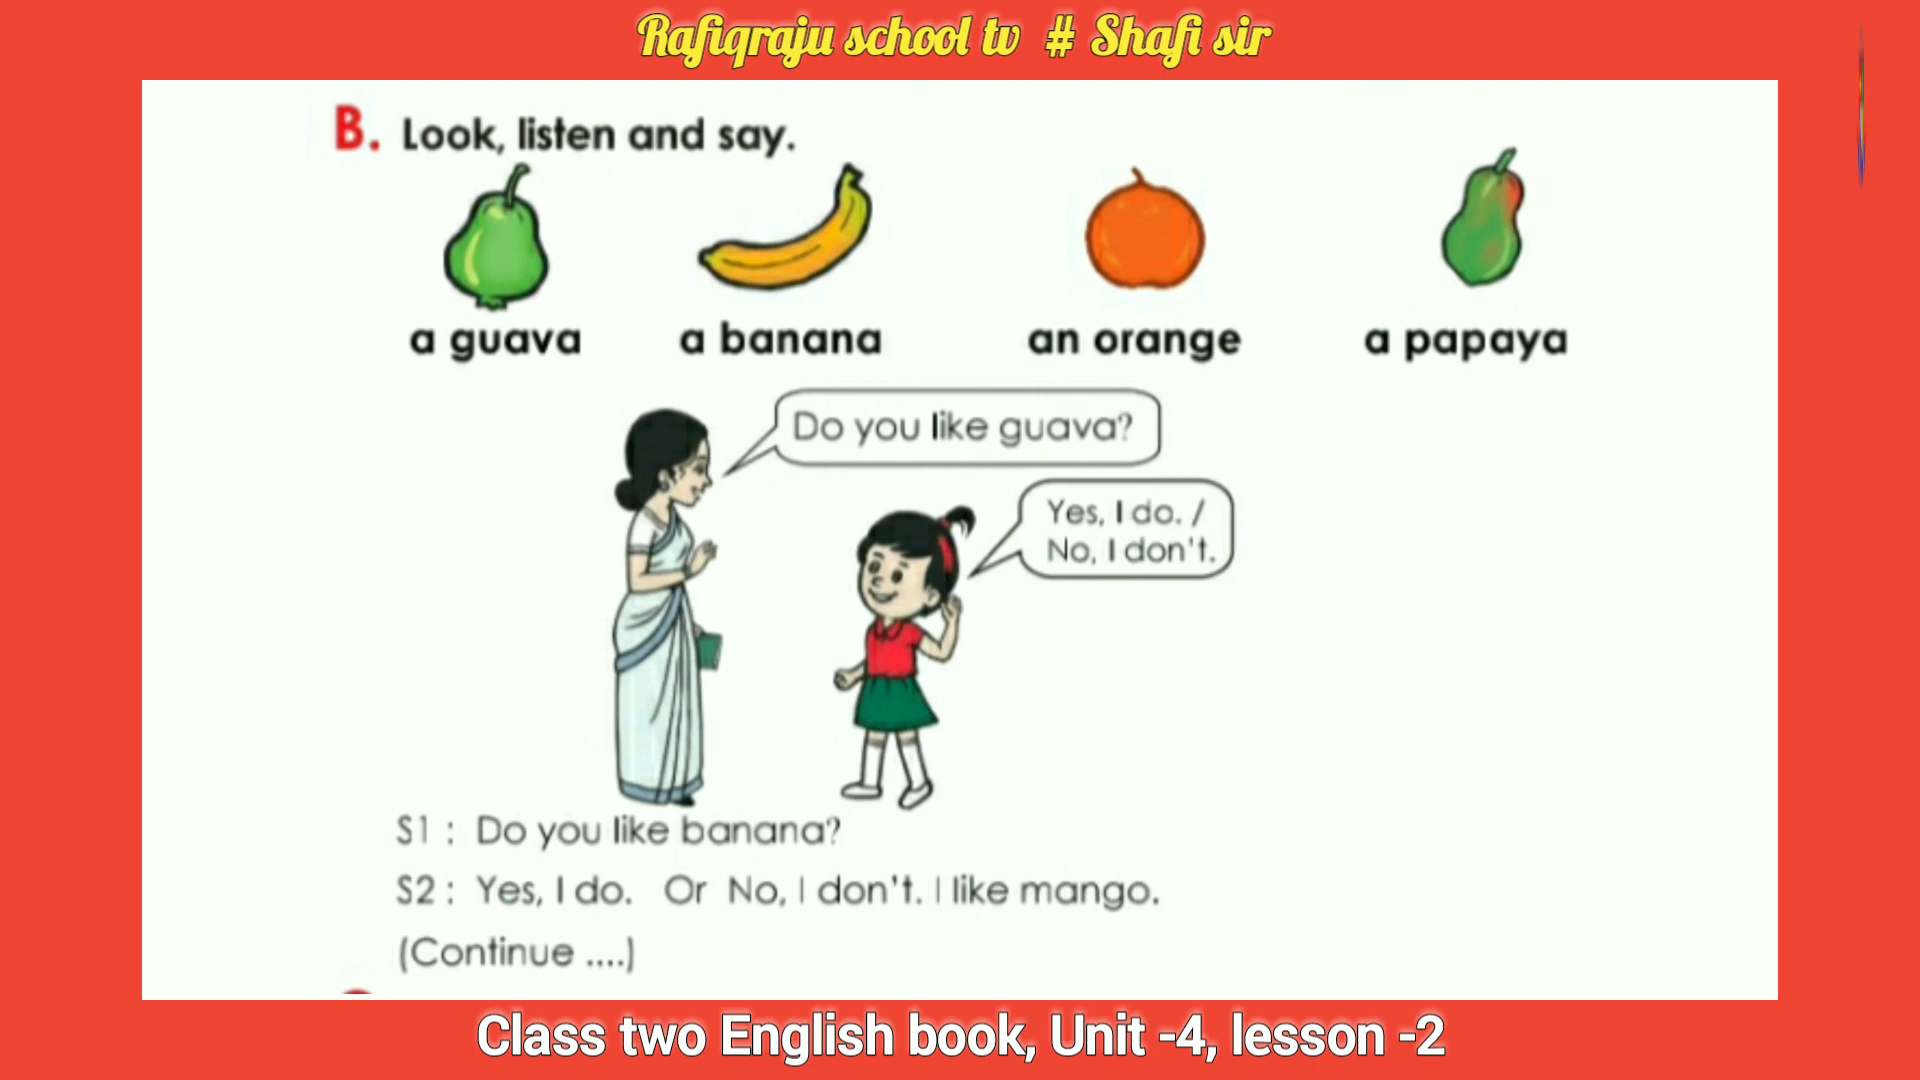 Rafiqraju school tv # Shafi sir
B. Look, listen and say.
a guava a banana an orange a papaya
Do you like guava?
Yes, I do. /
No, I don't.
S1 : Do you like banana?
S2 : Yes, I do. Or No, I don't. I like mango.
(Continue ....)
Class two English book, Unit -4, lesson -2